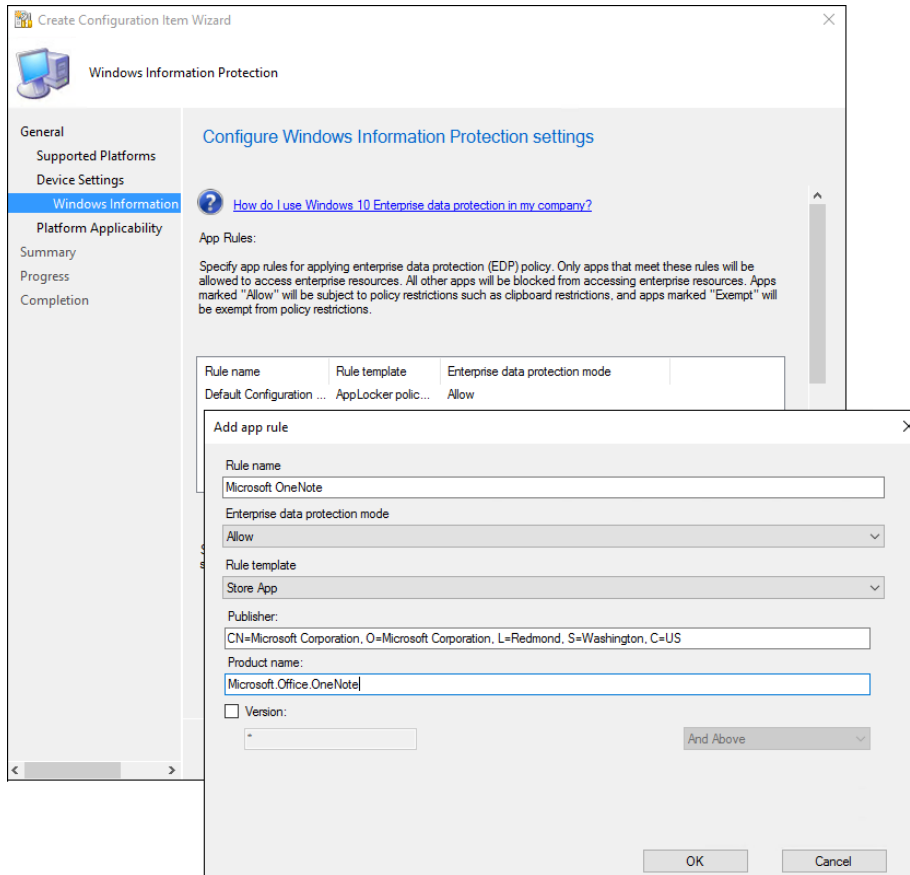 Create Configuration Item Wizard
Windows Information Protection
General
Supported Platforms
Device Settings
Windows Information
Platform Applicability
Summary
Progress
Completion
Configure Windows Information Protection settings
How do I use Windows 10 Enterprise data protection in my company?
App Rules:
Specify app rules for applying enterprise data protection (EDP) policy. Only apps that meet these rules will be
allowed to access enterprise resources. All other apps will be blocked from accessing enterprise resources. Apps
marked "Allow" will be subject to policy restrictions such as clipboard restrictions, and apps marked "Exempt" will
be exempt from policy restrictions.
Rule name Rule template Enterprise data protection mode
Default Configuration ... AppLocker polic... Allow
Add app rule
Rule name
Microsoft OneNote
Enterprise data protection mode
Allow
Rule template
Store App
Publisher:
CN=Microsoft Corporation, O=Microsoft Corporation, L=Redmond, S=Washington, C=US
Product name:
Microsoft.Office.OneNote
Version:
* And Above
OK Cancel